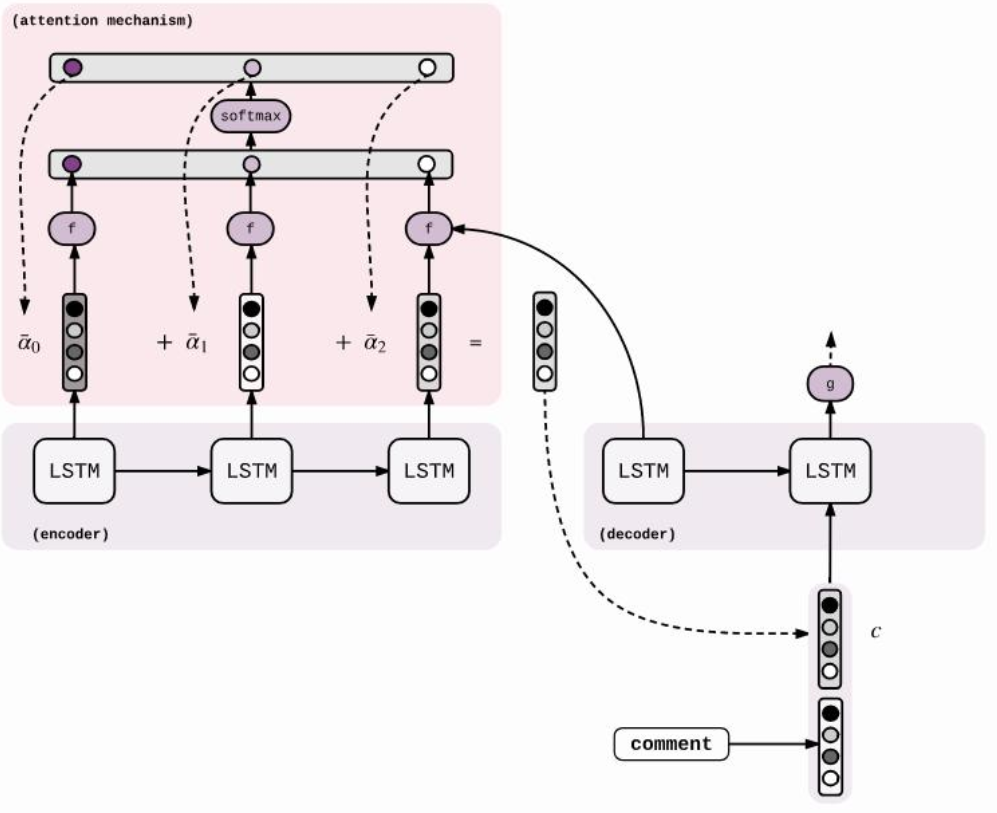 (attention mechanism)
softmax
f f f
ᾱ₀ + ᾱ₁ + ᾱ₂ =
g
LSTM LSTM LSTM LSTM LSTM
(encoder) (decoder)
c
comment